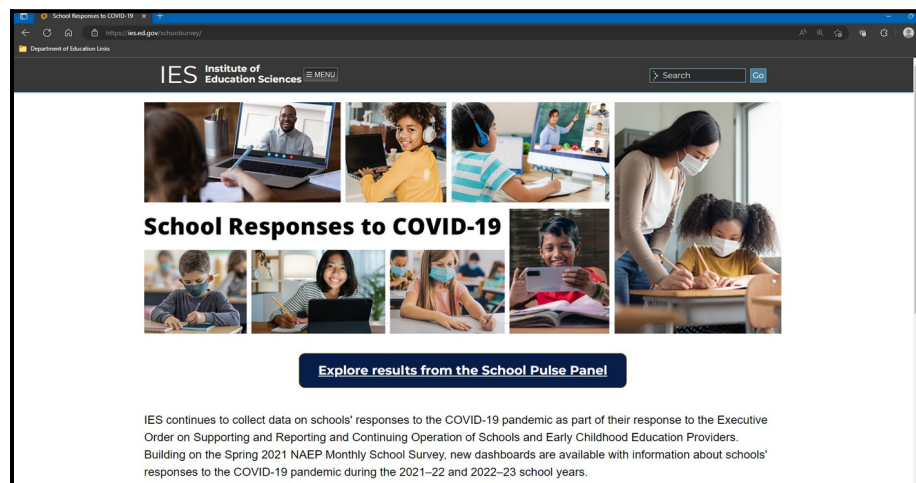 School Responses to COVID-19
https://ies.ed.gov/schoolsurvey/
Department of Education Links
IES Institute of
Education Sciences
≡ MENU
Search
Go
School Responses to COVID-19
Explore results from the School Pulse Panel
IES continues to collect data on schools' responses to the COVID-19 pandemic as part of their response to the Executive
Order on Supporting and Reporting and Continuing Operation of Schools and Early Childhood Education Providers.
Building on the Spring 2021 NAEP Monthly School Survey, new dashboards are available with information about schools'
responses to the COVID-19 pandemic during the 2021–22 and 2022–23 school years.